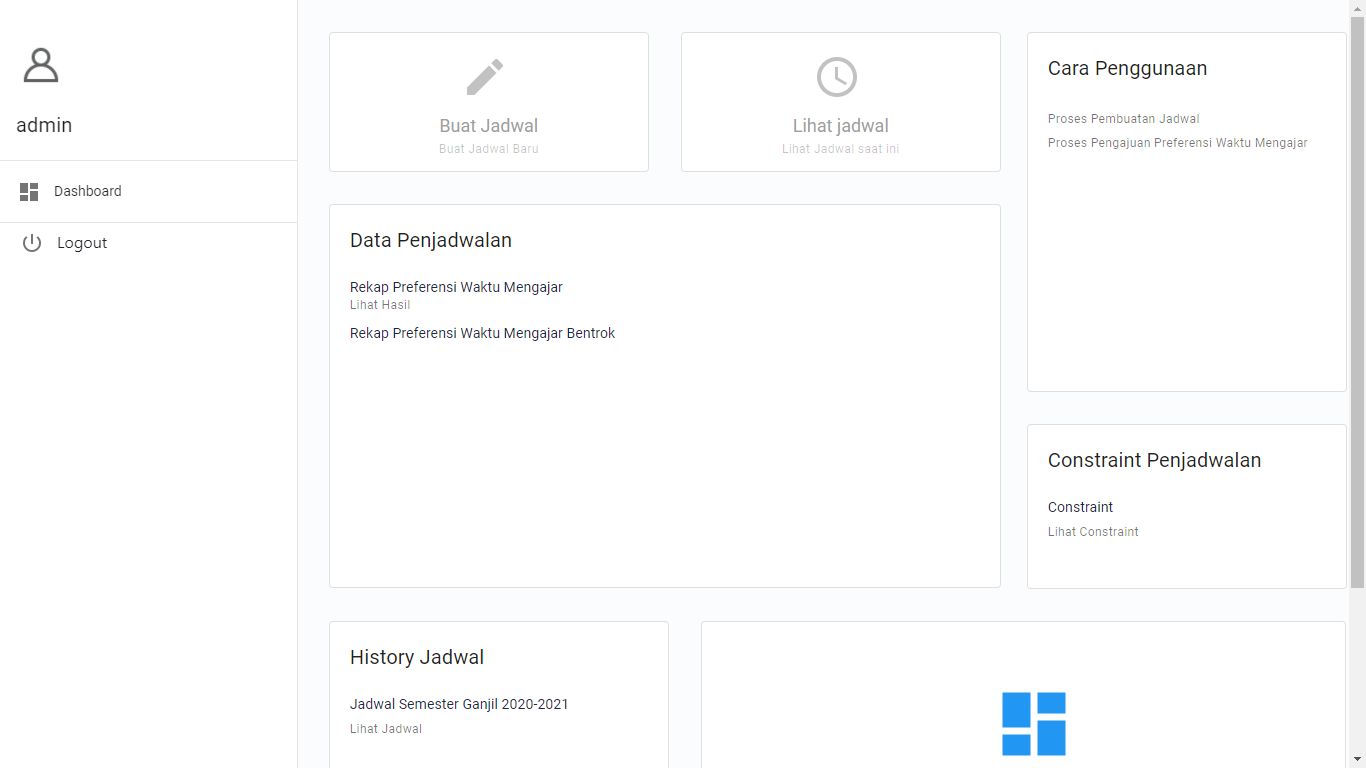 admin
Dashboard
Logout
Buat Jadwal
Buat Jadwal Baru
Lihat jadwal
Lihat Jadwal saat ini
Cara Penggunaan
Proses Pembuatan Jadwal
Proses Pengajuan Preferensi Waktu Mengajar
Data Penjadwalan
Rekap Preferensi Waktu Mengajar
Lihat Hasil
Rekap Preferensi Waktu Mengajar Bentrok
Constraint Penjadwalan
Constraint
Lihat Constraint
History Jadwal
Jadwal Semester Ganjil 2020-2021
Lihat Jadwal